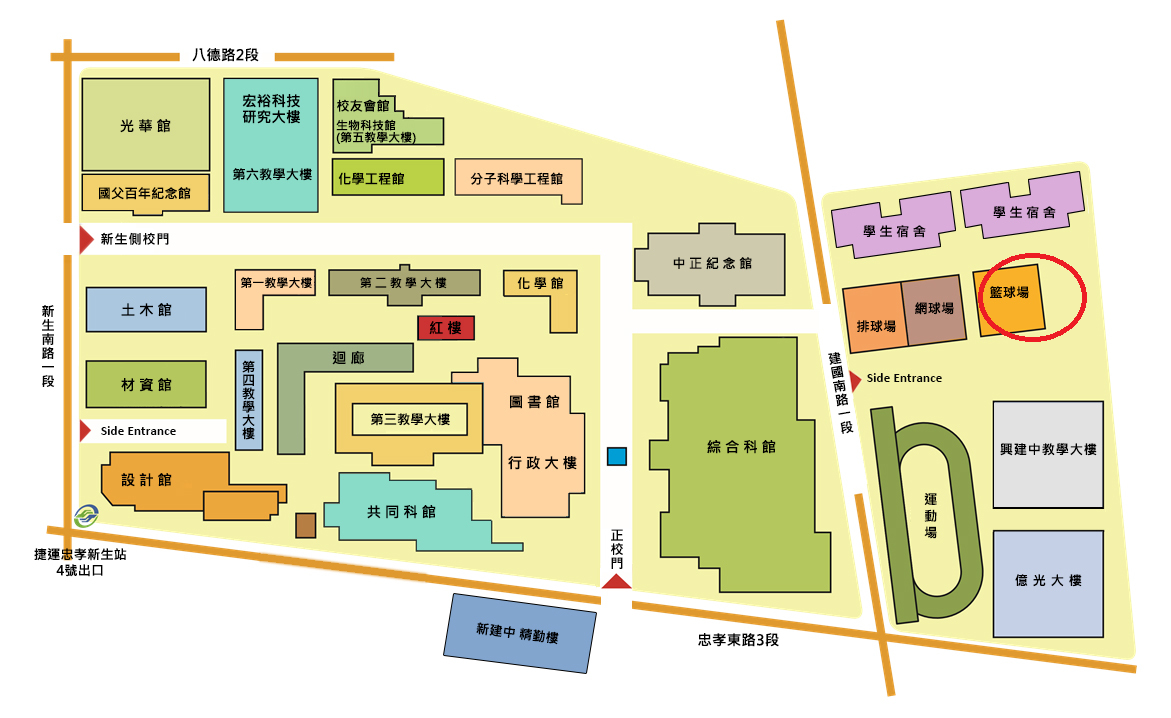 八德路2段
光華館
宏裕科技
研究大樓
第六教學大樓
校友會館
生物科技館
(第五教學大樓)
國父百年紀念館
化學工程館
分子科學工程館
新生側校門
中正紀念館
學生宿舍
學生宿舍
第一教學大樓
第二教學大樓
化學館
土木館
紅樓
排球場
網球場
籃球場
新生南路一段
迴廊
材資館
第四教學大樓
建國南路一段
Side Entrance
圖書館
第三教學大樓
Side Entrance
綜合科館
興建中教學大樓
行政大樓
設計館
共同科館
運動場
正校門
捷運忠孝新生站
4號出口
億光大樓
新建中 精勤樓
忠孝東路3段